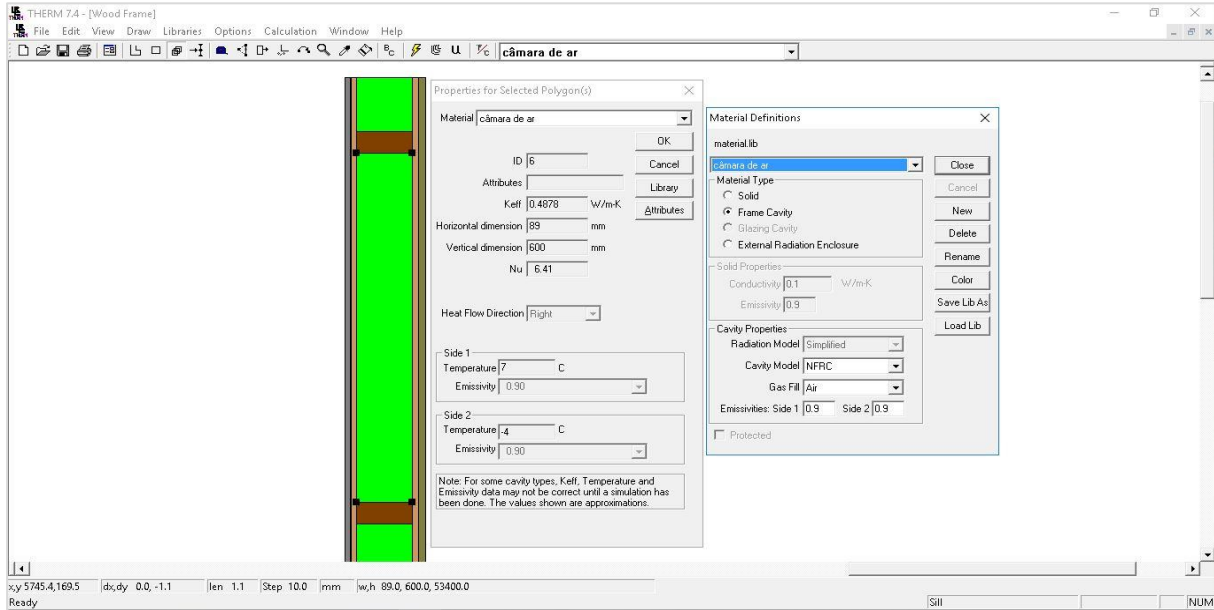 THERM 7.4 - [Wood Frame]
File Edit View Draw Libraries Options Calculation Window Help
câmara de ar
Properties for Selected Polygon(s)
Material câmara de ar
OK
ID 6
Cancel
Attributes
Library
Keff 0.4878 W/m-K
Attributes
Horizontal dimension 89 mm
Vertical dimension 600 mm
Nu 6.41
Heat Flow Direction Right
Side 1
Temperature 7 C
Emissivity 0.90
Side 2
Temperature -4 C
Emissivity 0.90
Note: For some cavity types, Keff, Temperature and
Emissivity data may not be correct until a simulation has
been done. The values shown are approximations.
Material Definitions
material.lib
câmara de ar
Close
Material Type
Cancel
Solid
Frame Cavity
New
Glazing Cavity
Delete
External Radiation Enclosure
Rename
Solid Properties
Conductivity 0.1 W/m-K
Color
Emissivity 0.9
Save Lib As
Load Lib
Cavity Properties
Radiation Model Simplified
Cavity Model NFRC
Gas Fill Air
Emissivities: Side 1 0.9 Side 2 0.9
Protected
x,y 5745.4,169.5 dx,dy 0.0, -1.1 len 1.1 Step 10.0 mm w,h 89.0, 600.0, 53400.0
Ready Sill NUM